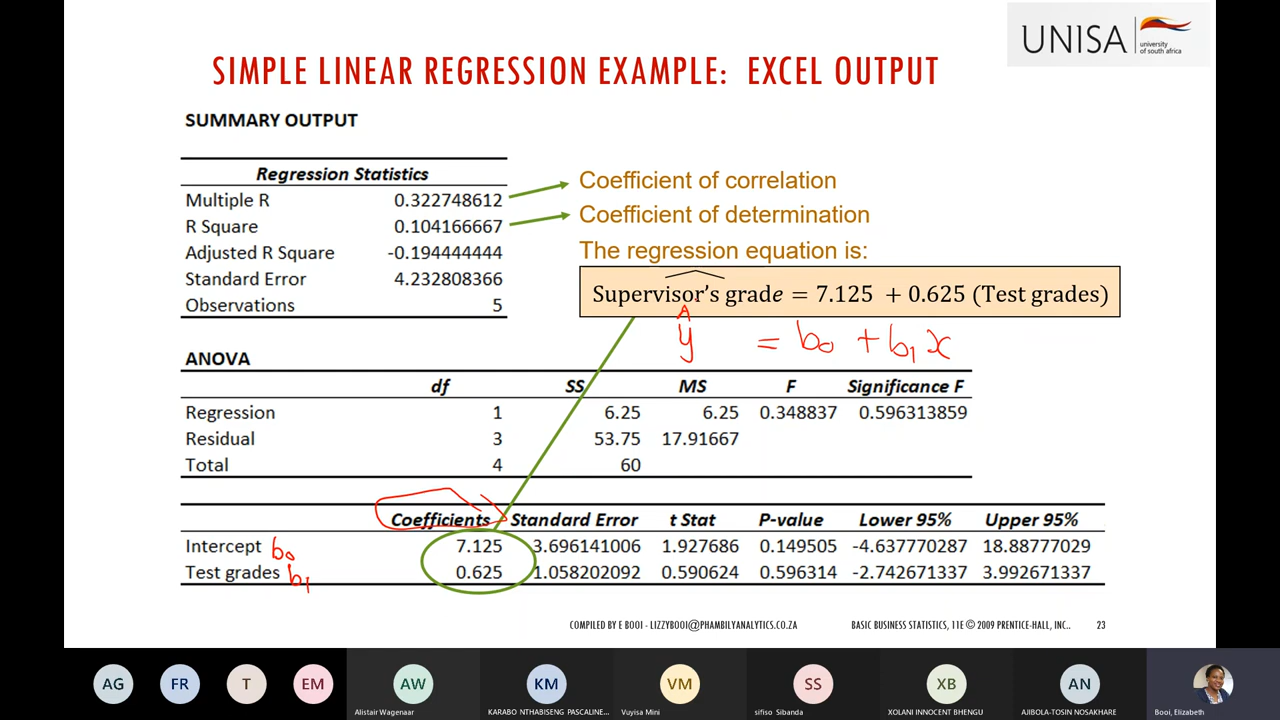 UNISA
university
of south africa
SIMPLE LINEAR REGRESSION EXAMPLE: EXCEL OUTPUT
SUMMARY OUTPUT
Regression Statistics
Multiple R 0.322748612
R Square 0.104166667
Adjusted R Square -0.194444444
Standard Error 4.232808366
Observations 5
Coefficient of correlation
Coefficient of determination
The regression equation is:
Supervisor's grade = 7.125 + 0.625 (Test grades)
ŷ = b₀ + b₁x
ANOVA
df SS MS F Significance F
Regression 1 6.25 6.25 0.348837 0.596313859
Residual 3 53.75 17.91667
Total 4 60
Coefficients Standard Error t Stat P-value Lower 95% Upper 95%
Intercept b₀ 7.125 3.696141006 1.927686 0.149505 -4.637770287 18.88777029
Test grades b₁ 0.625 1.058202092 0.590624 0.596314 -2.742671337 3.992671337
COMPILED BY E BOOI - LIZZYBOOI@PHAMBILYANALYTICS.CO.ZA BASIC BUSINESS STATISTICS, 11E © 2009 PRENTICE-HALL, INC.. 23
AG FR T EM AW KM VM SS XB AN
Alistair Wagenaar KARABO NTHABISENG PASCALINE... Vuyisa Mini sifiso Sibanda XOLANI INNOCENT BHENGU AJIBOLA-TOSIN NOSAKHARE Booi, Elizabeth